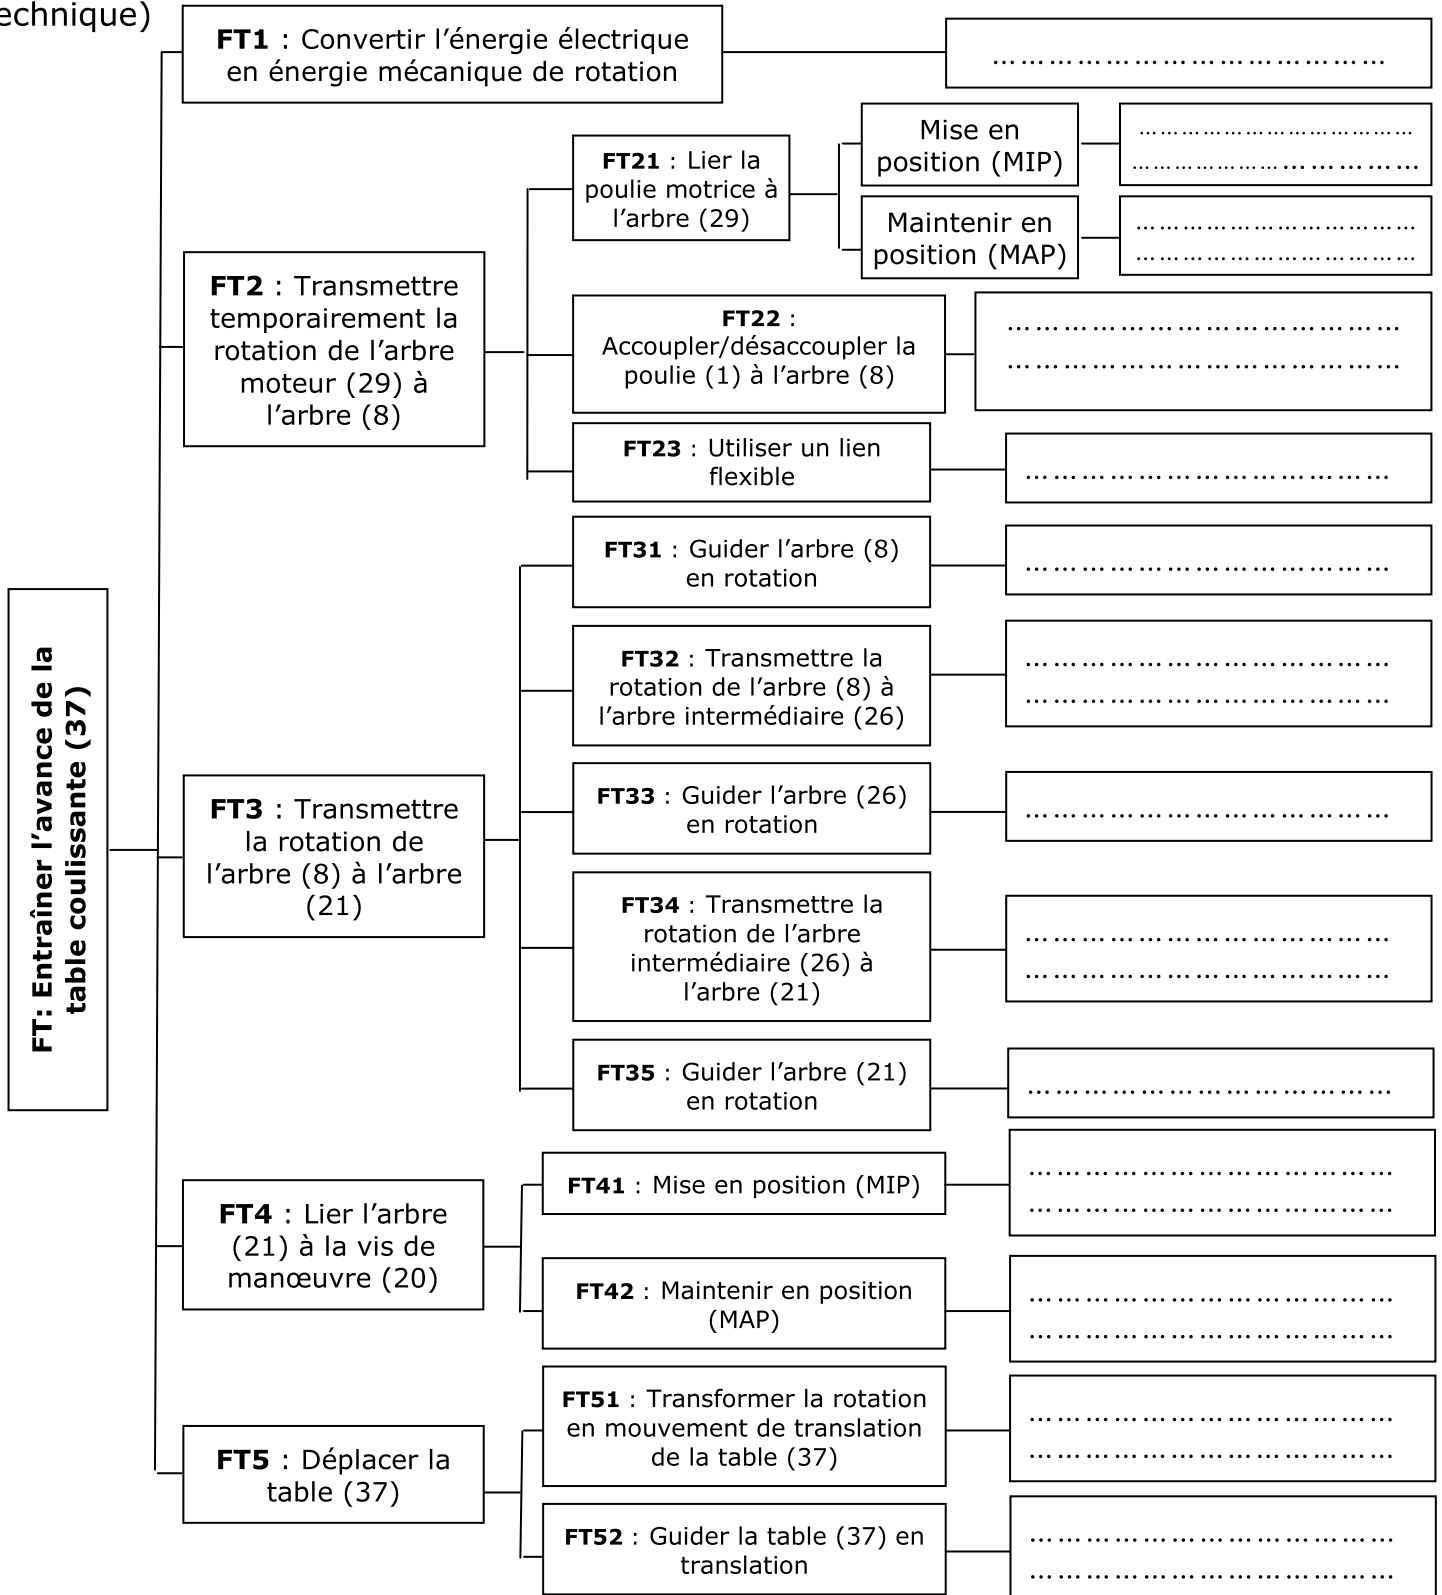 echnique)
FT1 : Convertir l’énergie électrique
en énergie mécanique de rotation
………………………………………
FT21 : Lier la
poulie motrice à
l’arbre (29)
Mise en
position (MIP)
…………………………………
…………………………………
Maintenir en
position (MAP)
…………………………………
…………………………………
FT2 : Transmettre
temporairement la
rotation de l’arbre
moteur (29) à
l’arbre (8)
FT22 :
Accoupler/désaccoupler la
poulie (1) à l’arbre (8)
………………………………………
………………………………………
FT23 : Utiliser un lien
flexible
……………………………………
FT31 : Guider l’arbre (8)
en rotation
……………………………………
FT32 : Transmettre la
rotation de l’arbre (8) à
l’arbre intermédiaire (26)
……………………………………
……………………………………
FT: Entraîner l’avance de la
table coulissante (37)
FT3 : Transmettre
la rotation de
l’arbre (8) à l’arbre
(21)
FT33 : Guider l’arbre (26)
en rotation
……………………………………
FT34 : Transmettre la
rotation de l’arbre
intermédiaire (26) à
l’arbre (21)
……………………………………
……………………………………
FT35 : Guider l’arbre (21)
en rotation
……………………………………
FT4 : Lier l’arbre
(21) à la vis de
manœuvre (20)
FT41 : Mise en position (MIP)
……………………………………
……………………………………
FT42 : Maintenir en position
(MAP)
……………………………………
……………………………………
FT5 : Déplacer la
table (37)
FT51 : Transformer la rotation
en mouvement de translation
de la table (37)
……………………………………
……………………………………
FT52 : Guider la table (37) en
translation
……………………………………
……………………………………